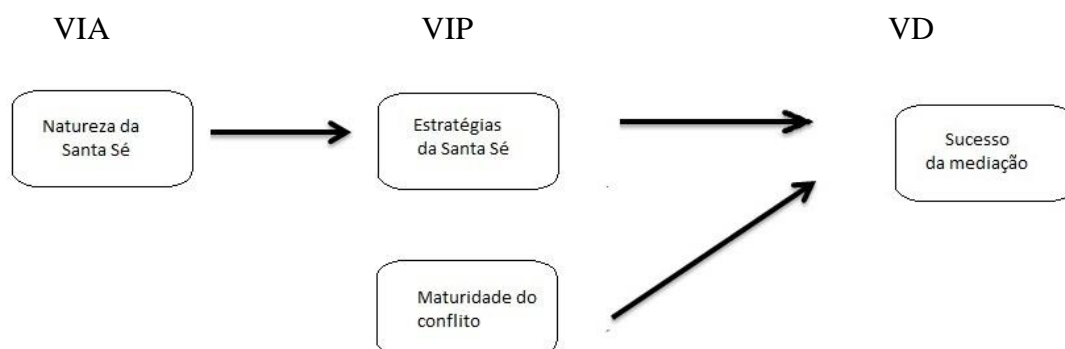 VIA
VIP
VD
Natureza da
Santa Sé
Estratégias
da Santa Sé
Sucesso
da mediação
Maturidade do
conflito